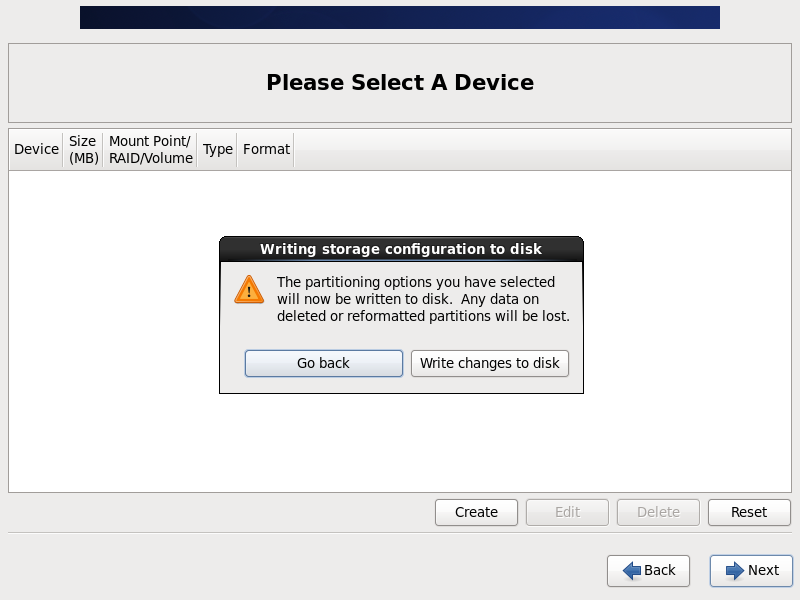 Please Select A Device
Device
Size
(MB)
Mount Point/
RAID/Volume
Type
Format
Writing storage configuration to disk
The partitioning options you have selected
will now be written to disk.  Any data on
deleted or reformatted partitions will be lost.
Go back
Write changes to disk
Create
Edit
Delete
Reset
Back
Next